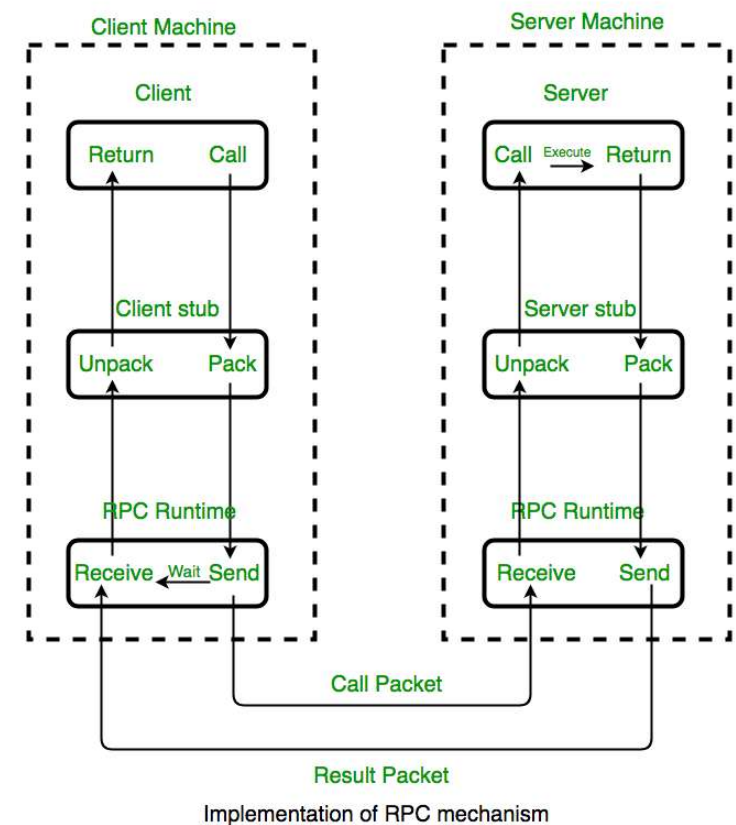 Client Machine
Server Machine
Client
Server
Return Call
Call Execute Return
Client stub
Server stub
Unpack Pack
Unpack Pack
RPC Runtime
RPC Runtime
Receive Wait Send
Receive Send
Call Packet
Result Packet
Implementation of RPC mechanism